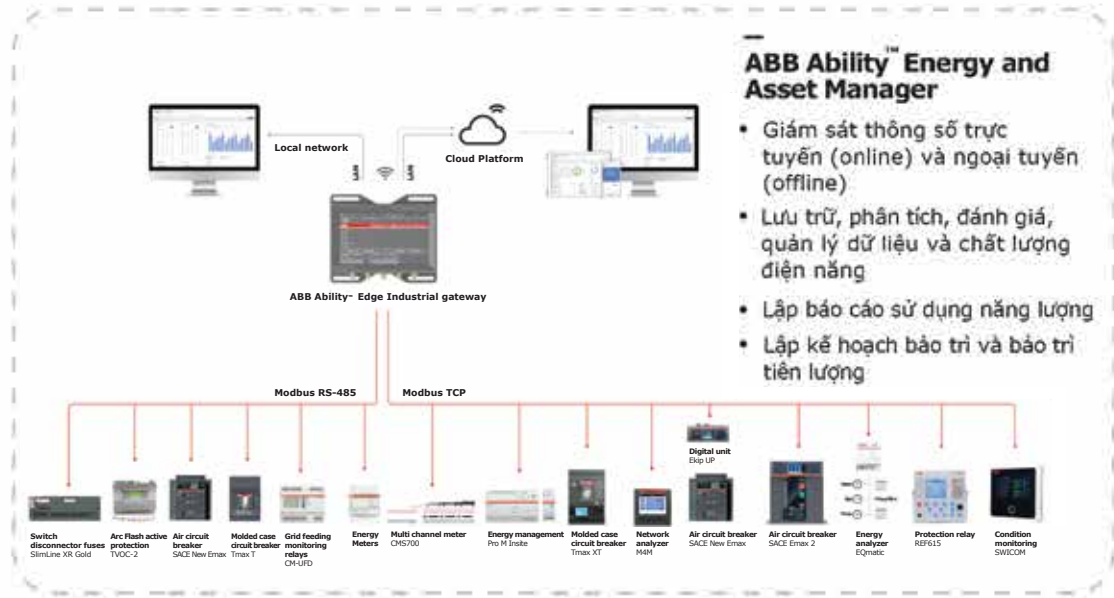 ABB Ability™ Energy and
Asset Manager
• Giám sát thông số trực
tuyến (online) và ngoại tuyến
(offline)
• Lưu trữ, phân tích, đánh giá,
quản lý dữ liệu và chất lượng
điện năng
• Lập báo cáo sử dụng năng lượng
• Lập kế hoạch bảo trì và bảo trì
tiên lượng
Local network
Cloud Platform
LAN
LAN
ABB Ability™ Edge Industrial gateway
Modbus RS-485
Modbus TCP
Digital unit
Ekip UP
Switch
disconnector fuses
SlimLine XR Gold
Arc Flash active
protection
TVOC-2
Air circuit
breaker
SACE New Emax
Molded case
circuit breaker
Tmax T
Grid feeding
monitoring
relays
CM-UFD
Energy
Meters
Multi channel meter
CMS700
Energy management
Pro M Insite
Molded case
circuit breaker
Tmax XT
Network
analyzer
M4M
Air circuit breaker
SACE New Emax
Air circuit breaker
SACE Emax 2
Energy
analyzer
EQmatic
Protection relay
REF615
Condition
monitoring
SWICOM